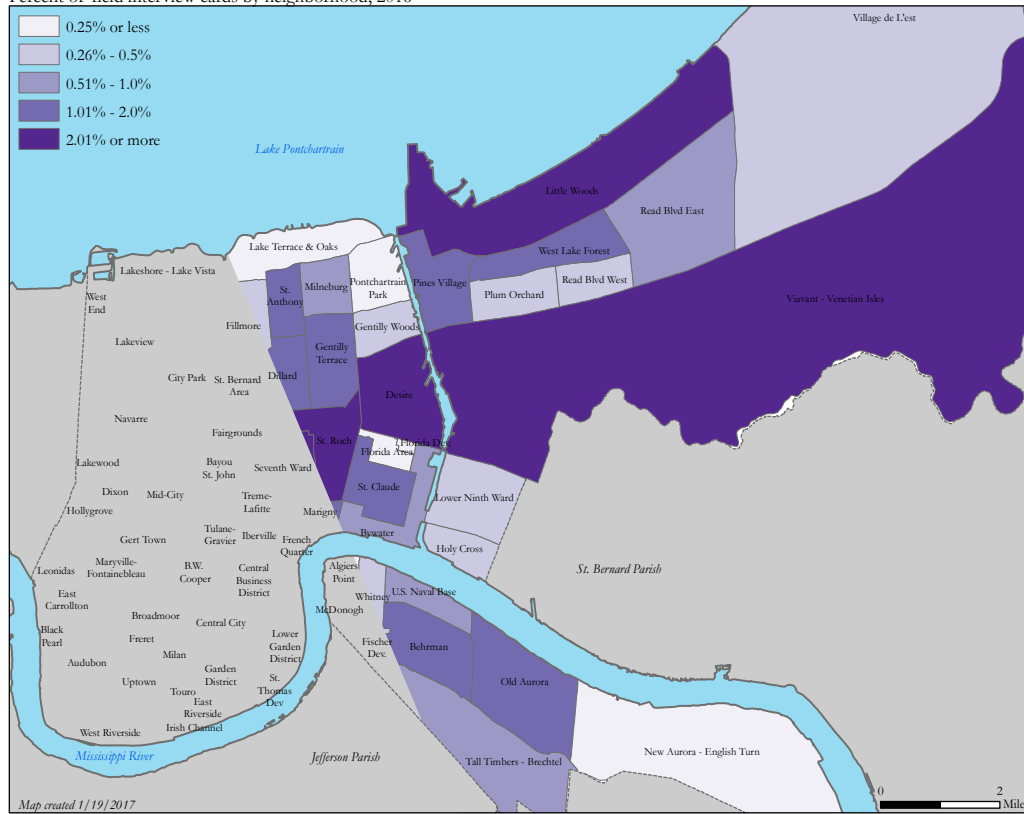 Percent of field interview cards by neighborhood, 2016
0.25% or less
0.26% - 0.5%
0.51% - 1.0%
1.01% - 2.0%
2.01% or more
Village de L'est
Lake Pontchartrain
Little Woods
Read Blvd East
Lake Terrace & Oaks
West Lake Forest
Lakeshore - Lake Vista
Pines Village
Read Blvd West
Plum Orchard
Pontchartrain
Park
Milneburg
St.
Anthony
West
End
Viavant - Venetian Isles
Fillmore
Gentilly Woods
Lakeview
Gentilly
Terrace
City Park
St. Bernard
Area
Dillard
Desire
Navarre
Fairgrounds
St. Roch
Florida Dev.
Florida Area
Lakewood
Bayou
St. John
Seventh Ward
Dixon
Mid-City
Treme-
Lafitte
St. Claude
Lower Ninth Ward
Hollygrove
Marigny
Bywater
Gert Town
Tulane-
Gravier
Iberville
French
Quarter
Holy Cross
Leonidas
Maryville-
Fontainebleau
B.W.
Cooper
Central
Business
District
Algiers
Point
St. Bernard Parish
U.S. Naval Base
Whitney
East
Carrollton
McDonogh
Broadmoor
Central City
Black
Pearl
Freret
Lower
Garden
District
Fischer
Dev.
Behrman
Milan
Audubon
Garden
District
Old Aurora
Uptown
Touro
St.
Thomas
Dev
East
Riverside
Irish Channel
West Riverside
Mississippi River
Jefferson Parish
Tall Timbers - Brechtel
New Aurora - English Turn
Map created 1/19/2017
0
2
Mile